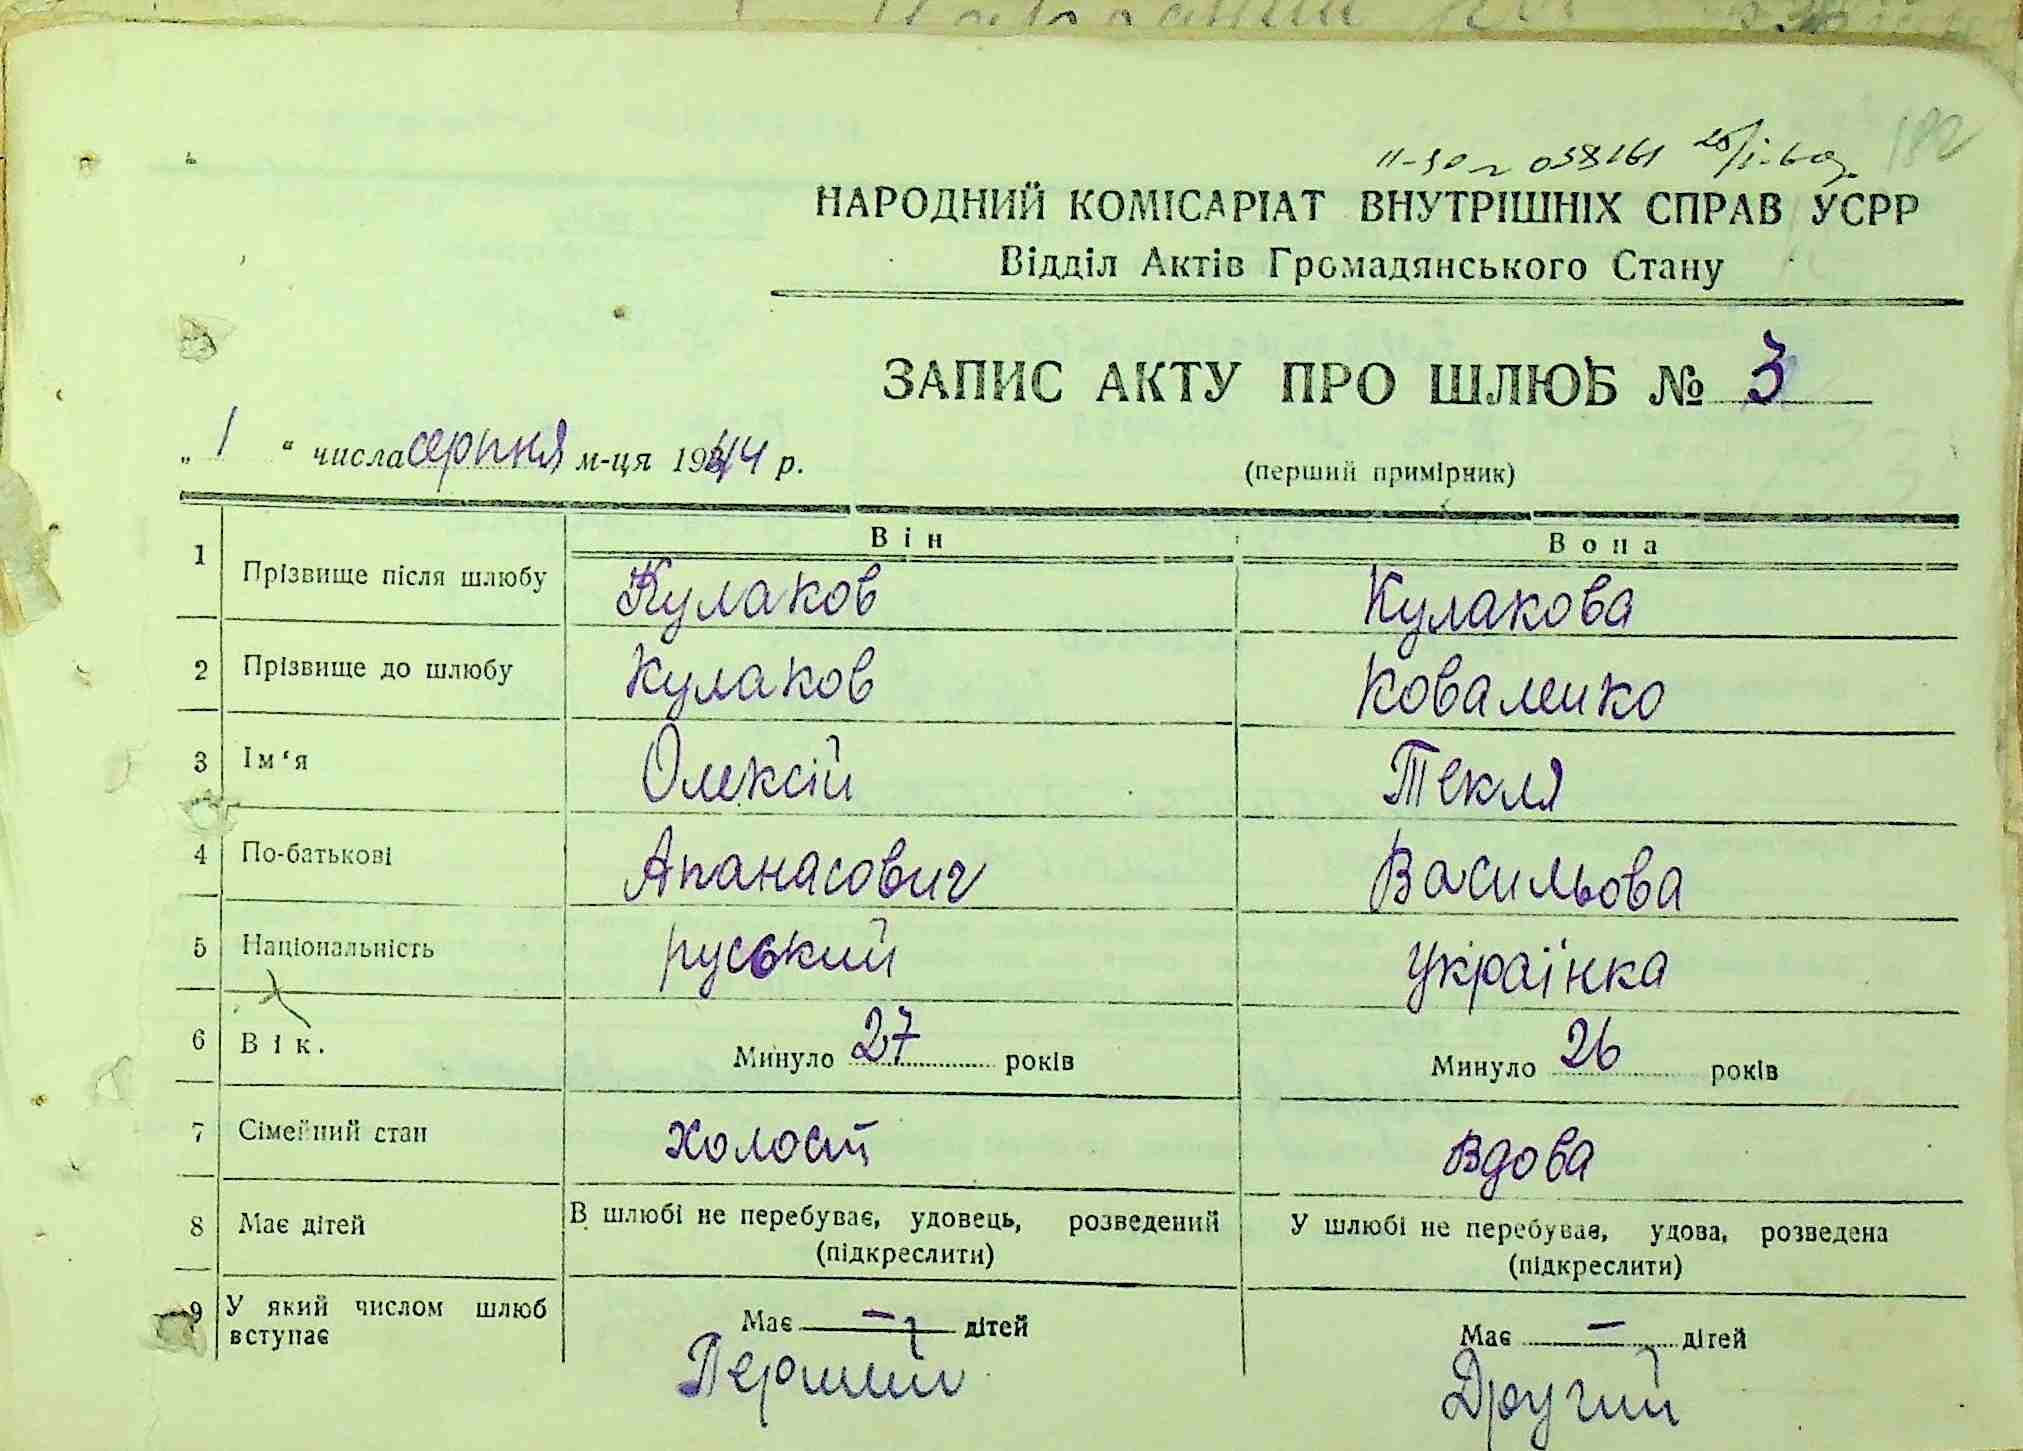 182
НАРОДНИЙ КОМІСАРІАТ ВНУТРІШНІХ СПРАВ УСРР
Відділ Актів Громадянського Стану
ЗАПИС АКТУ ПРО ШЛЮБ № 3
„ 1 “ числа серпня м-ця 1944 р.
(перший примірник)
Він Вона
1 Прізвище після шлюбу Кулаков Кулакова
2 Прізвище до шлюбу Кулаков Коваленко
3 Ім‘я Олексій Текля
4 По-батькові Апанасович Васильова
5 Національність руський Українка
6 Вік. Минуло 27 років Минуло 26 років
7 Сімейний стан холост Вдова
8 Має дітей В шлюбі не перебуває, удовець, розведений У шлюбі не перебуває, удова, розведена
(підкреслити) (підкреслити)
9 У який числом шлюб вступає Має — дітей Має — дітей
Перший Другий